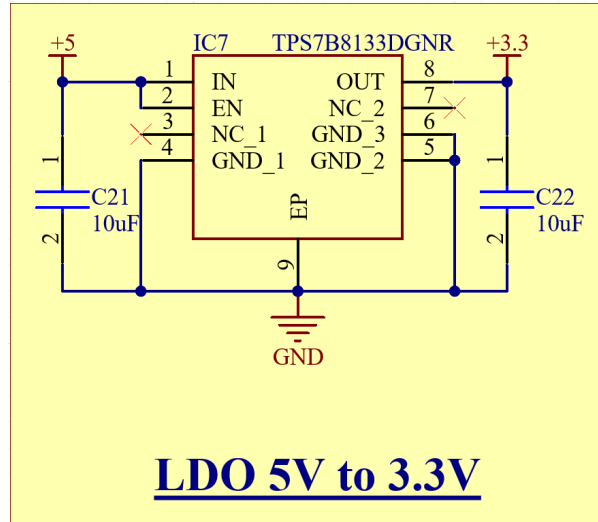 +5
IC7 TPS7B8133DGNR
+3.3
1 IN OUT 8
2 EN NC_2 7
3 NC_1 GND_3 6
4 GND_1 GND_2 5
1
C21
10uF
2
EP
9
1
C22
10uF
2
GND
LDO 5V to 3.3V